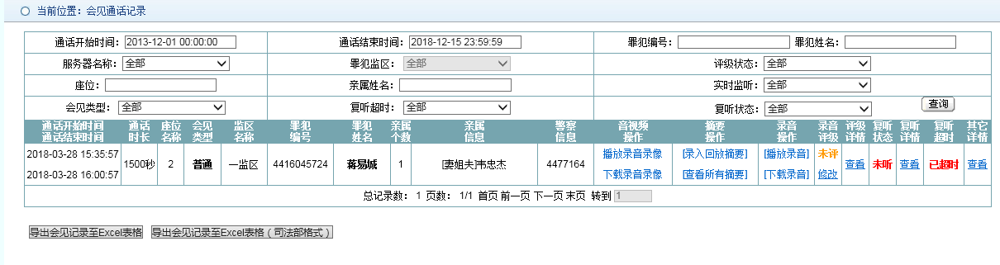 当前位置：会见通话记录
通话开始时间：2013-12-01 00:00:00 通话结束时间：2018-12-15 23:59:59 罪犯编号： 罪犯姓名：
服务器名称：全部 罪犯监区：全部 评级状态：全部
座位： 亲属姓名： 实时监听：全部
会见类型：全部 复听超时：全部 复听状态：全部 查询
通话开始时间 通话 座位 会见 监区 罪犯 罪犯 亲属 亲属 警察 音视频 摘要 录音 录音 评级 复听 复听 复听 其它
通话结束时间 时长 名称 类型 名称 编号 姓名 个数 信息 信息 操作 操作 操作 评级 详情 状态 详情 超时 详情
2018-03-28 15:35:57 播放录音录像 [录入回放摘要] [播放录音] 未评
1500秒 2 普通 一监区 4416045724 蒋易城 1 [妻姐夫]韦忠杰 4477164 查看 未听 查看 已超时 查看
2018-03-28 16:00:57 下载录音录像 [查看所有摘要] [下载录音] 修改
总记录数： 1 页数： 1/1 首页 前一页 下一页 末页 转到 1
导出会见记录至Excel表格 导出会见记录至Excel表格（司法部格式）